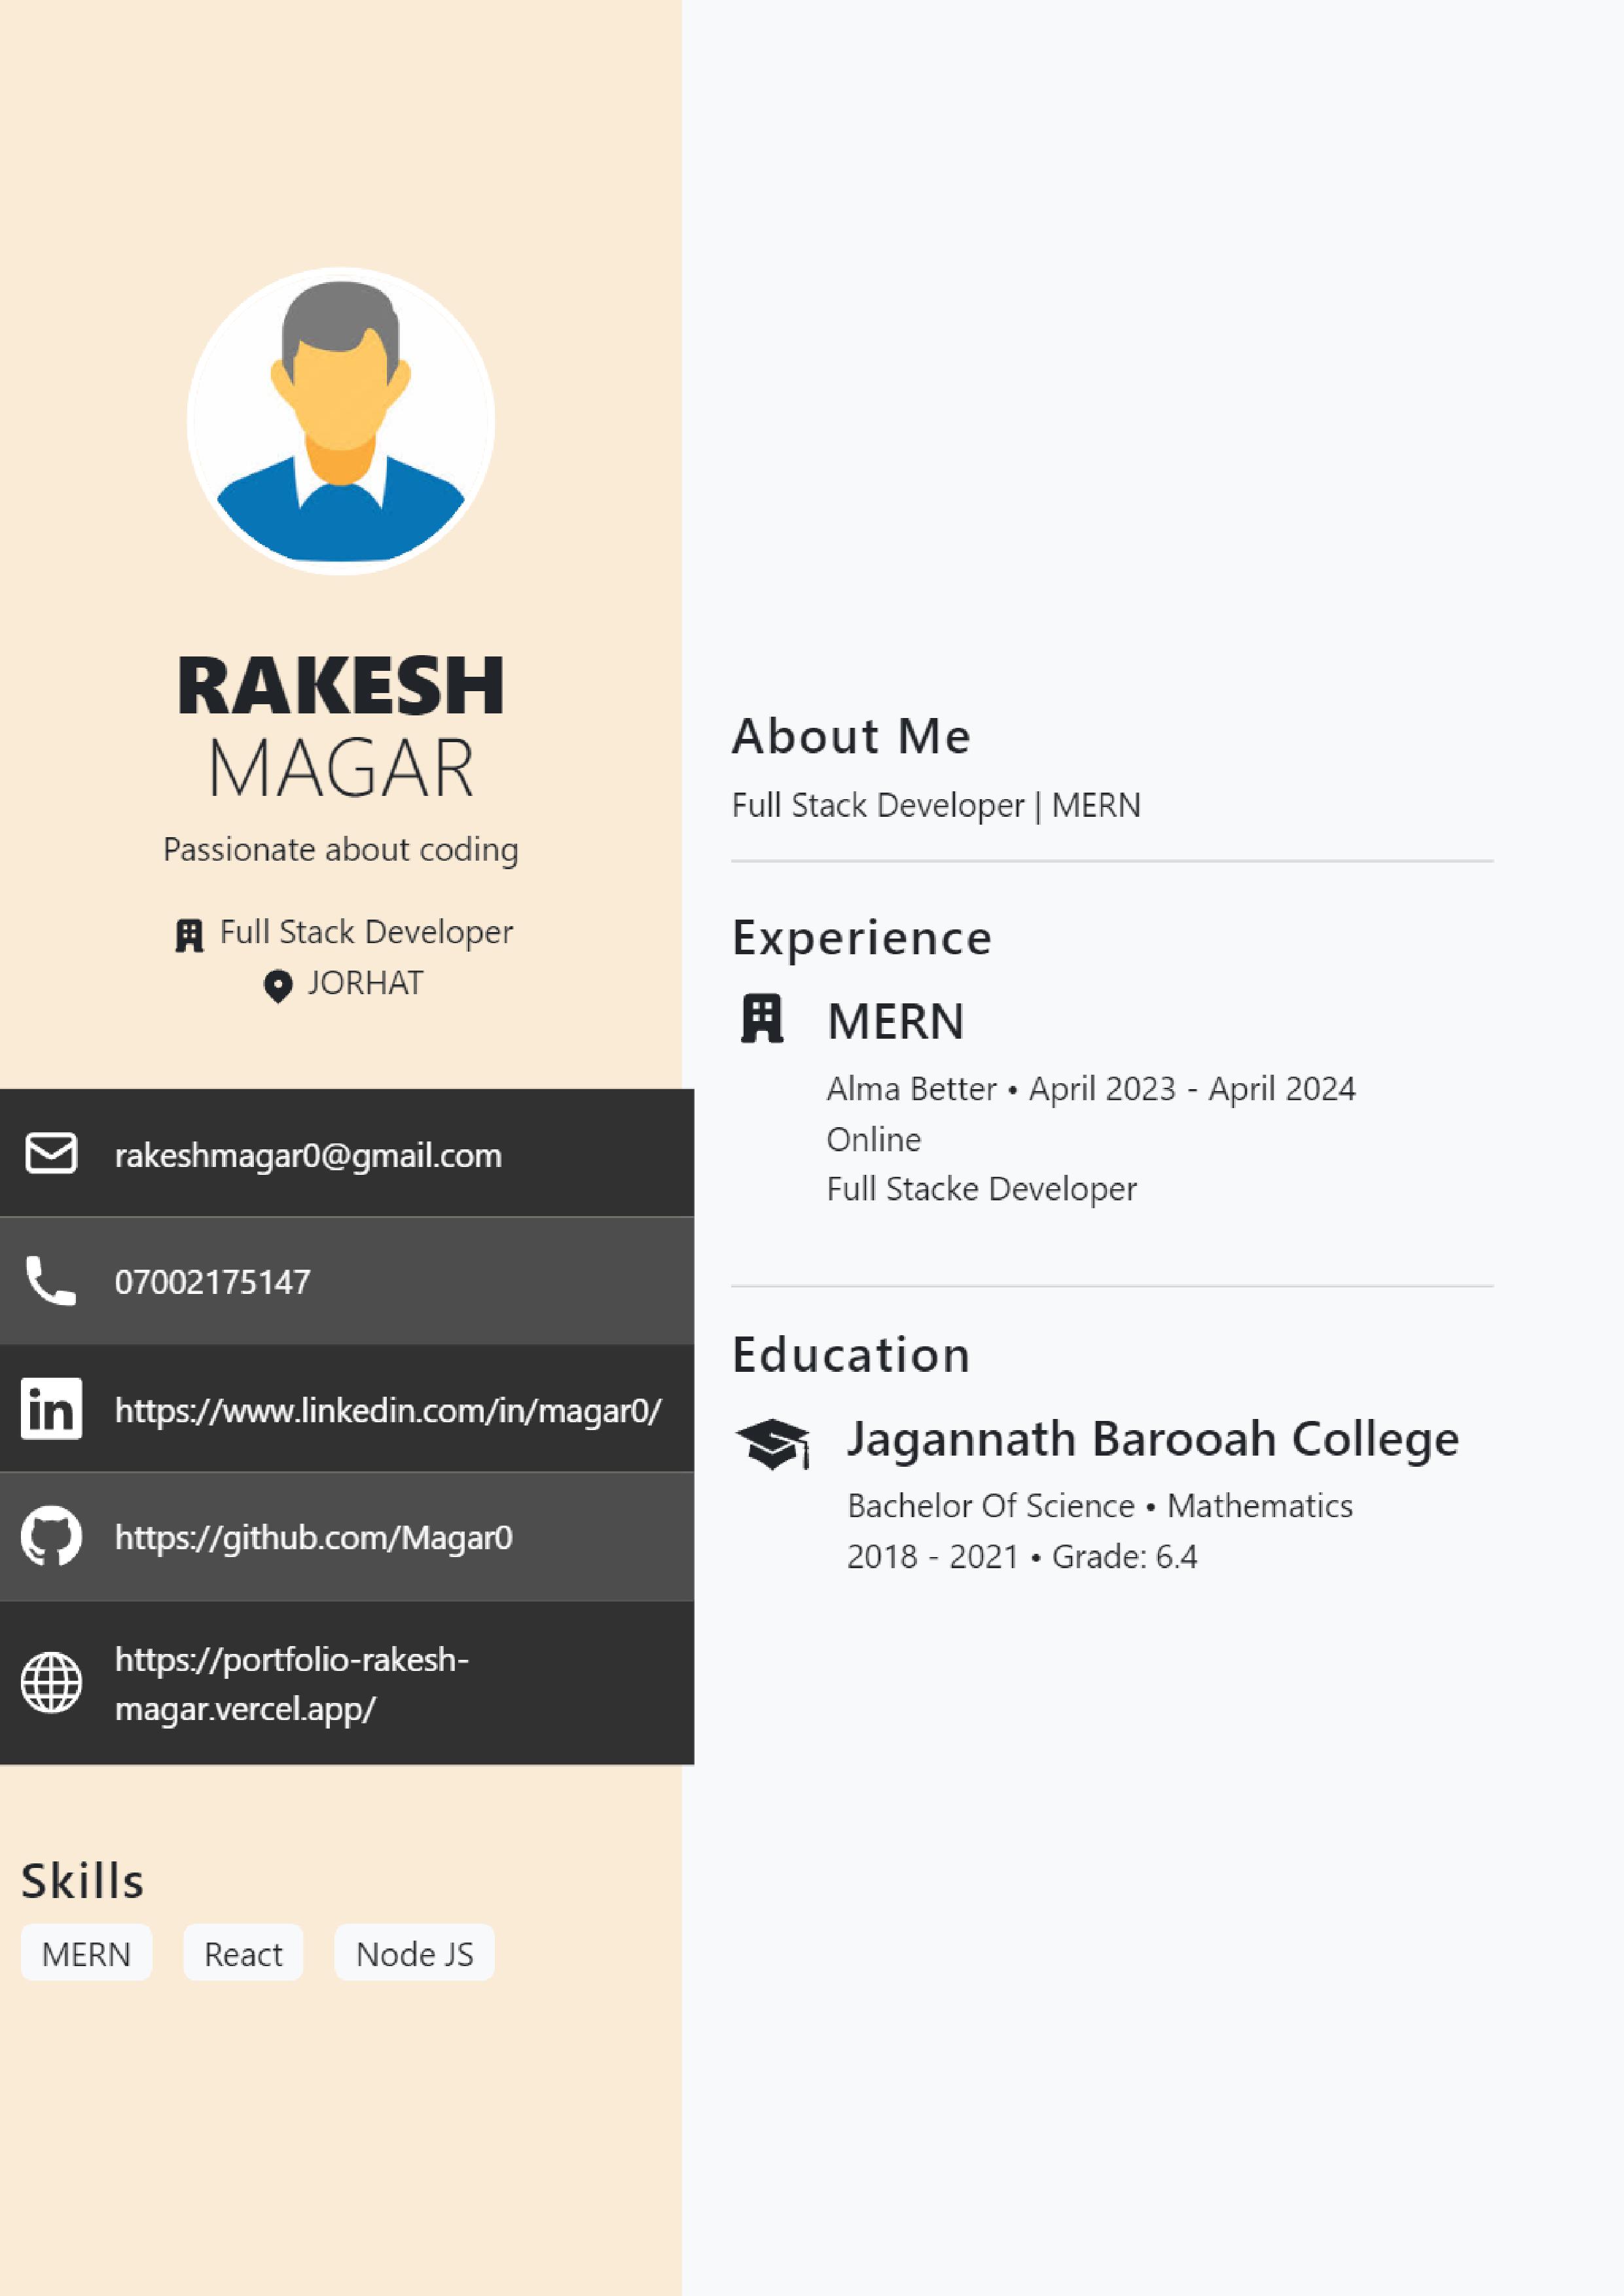 RAKESH
MAGAR
Passionate about coding
Full Stack Developer
JORHAT
rakeshmagar0@gmail.com
07002175147
https://www.linkedin.com/in/magar0/
https://github.com/Magar0
https://portfolio-rakesh-
magar.vercel.app/
Skills
MERN React Node JS
About Me
Full Stack Developer | MERN
Experience
MERN
Alma Better • April 2023 - April 2024
Online
Full Stacke Developer
Education
Jagannath Barooah College
Bachelor Of Science • Mathematics
2018 - 2021 • Grade: 6.4